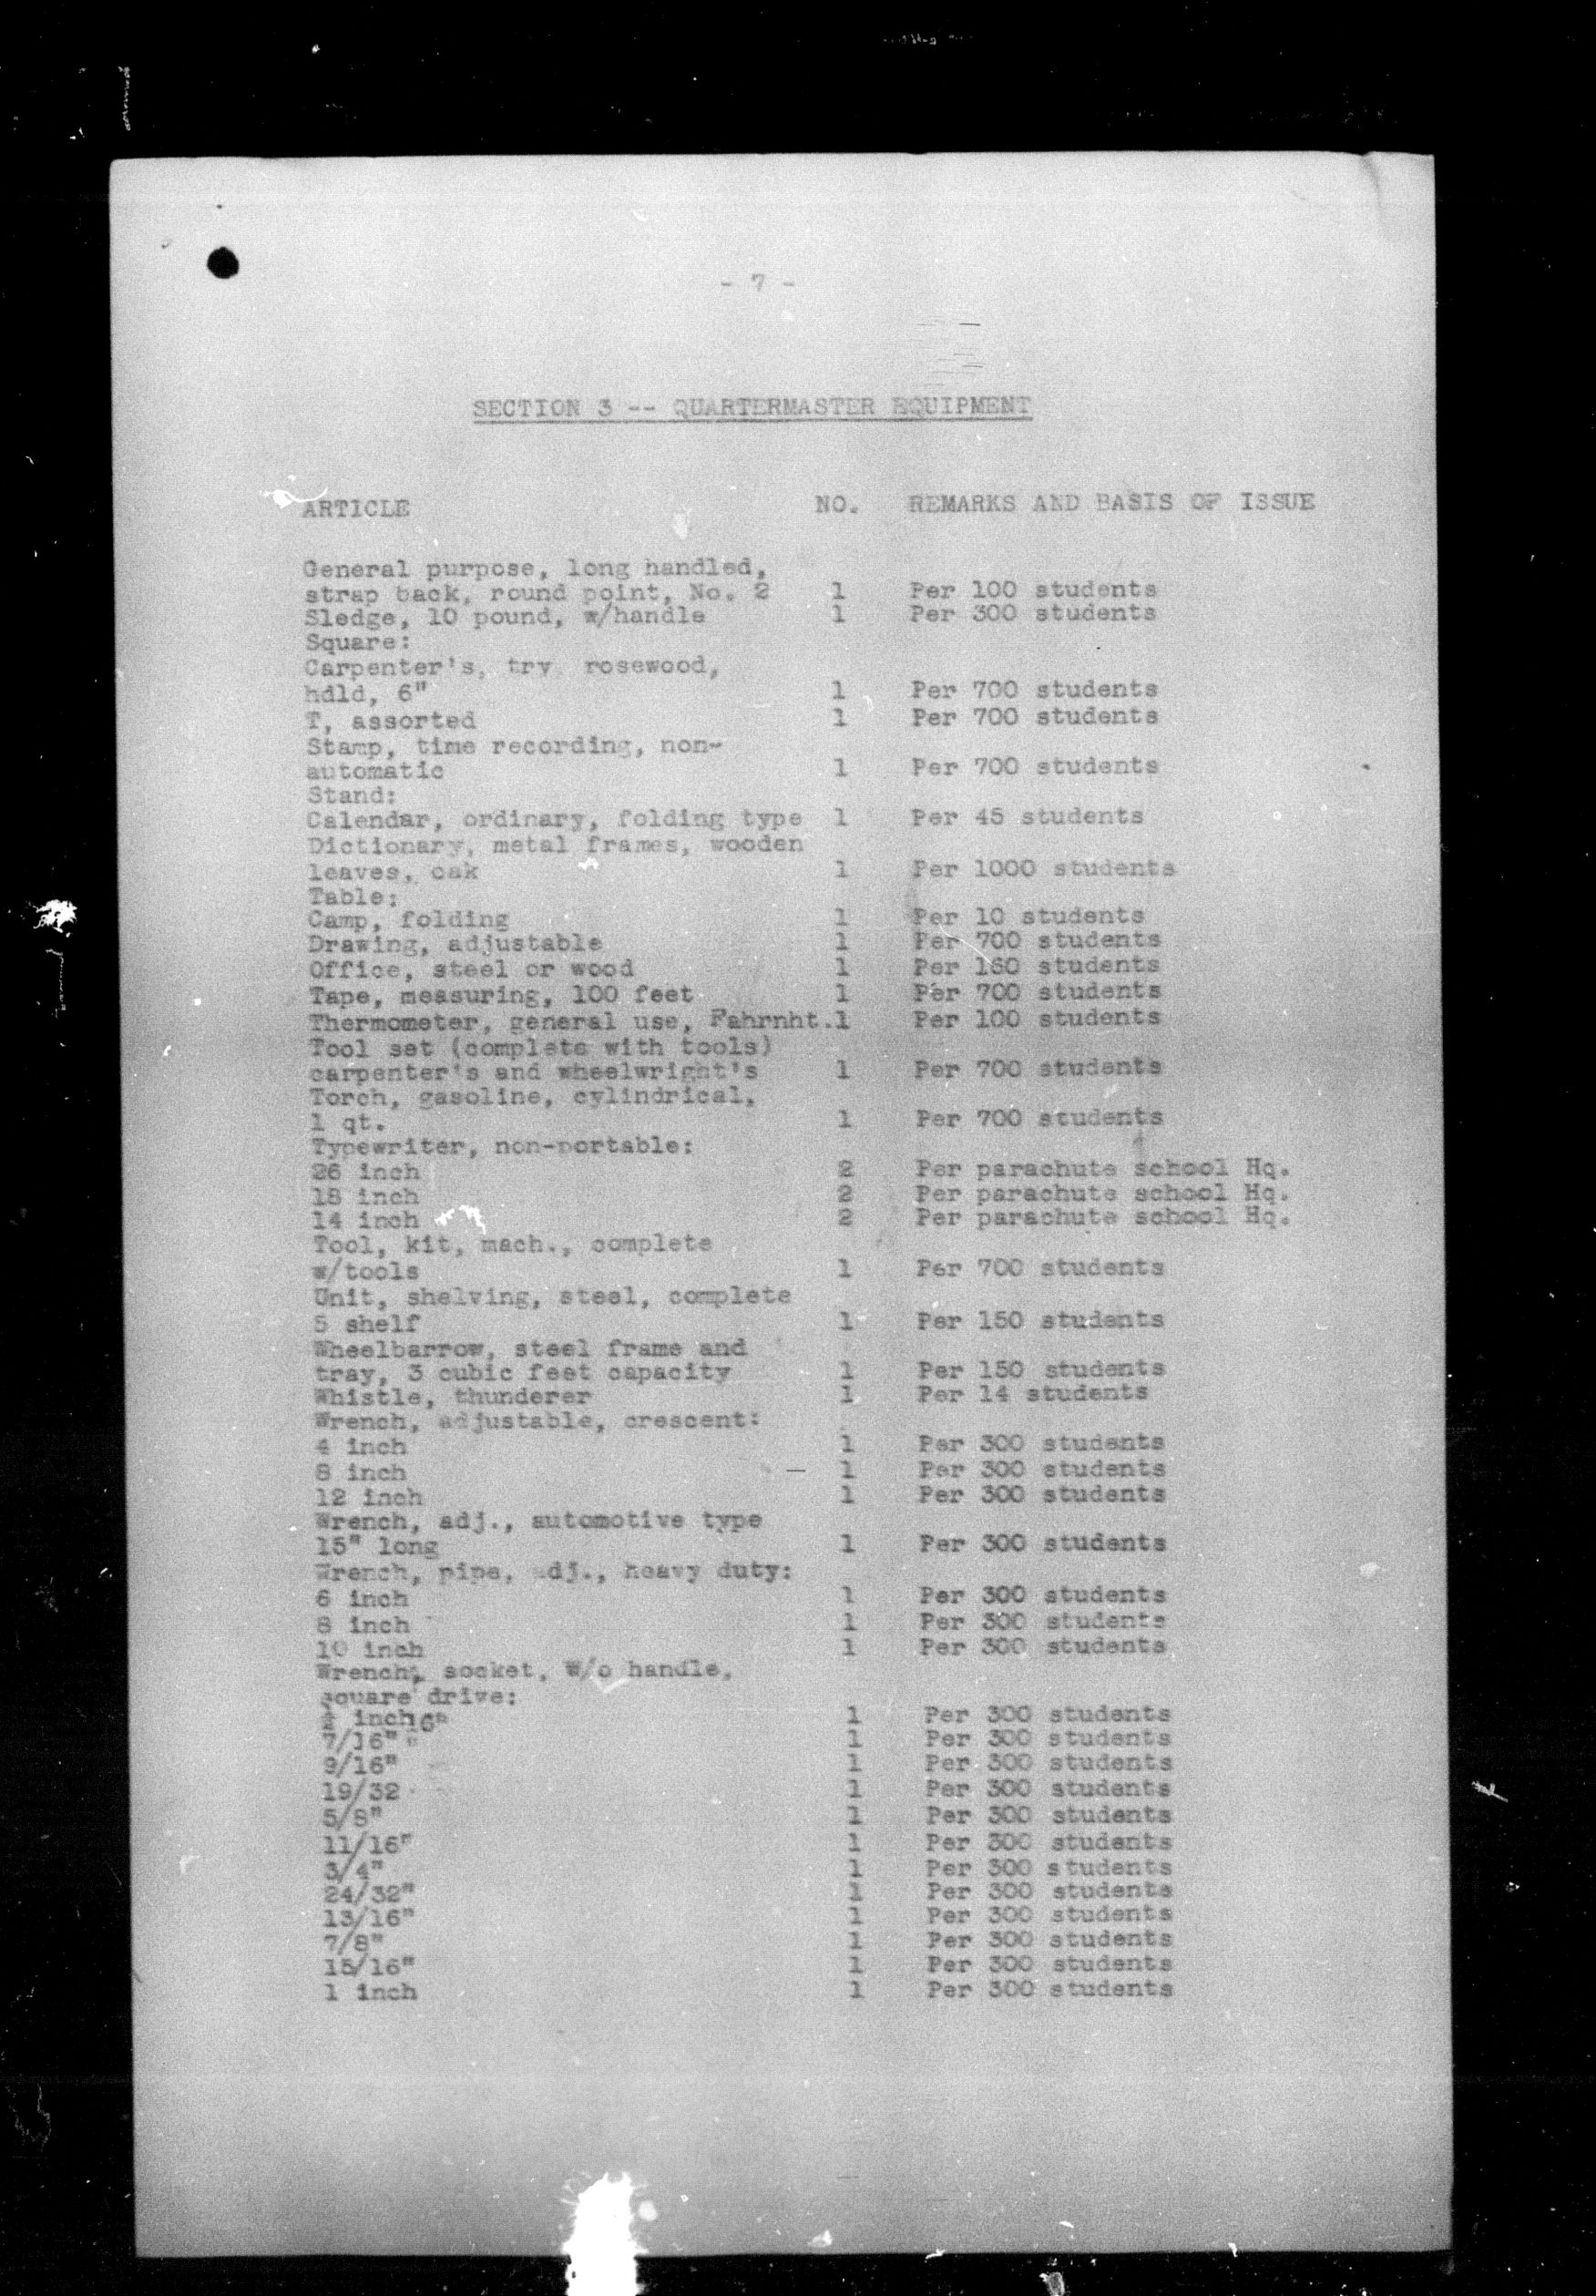 - 7 -
SECTION 3 -- QUARTERMASTER EQUIPMENT
ARTICLE NO. REMARKS AND BASIS OF ISSUE
General purpose, long handled,
strap back, round point, No. 2 1 Per 100 students
Sledge, 10 pound, w/handle 1 Per 300 students
Square:
Carpenter's, try rosewood,
hdld, 6" 1 Per 700 students
T, assorted 1 Per 700 students
Stamp, time recording, non-
automatic 1 Per 700 students
Stand:
Calendar, ordinary, folding type 1 Per 45 students
Dictionary, metal frames, wooden
leaves, oak 1 Per 1000 students
Table:
Camp, folding 1 Per 10 students
Drawing, adjustable 1 Per 700 students
Office, steel or wood 1 Per 160 students
Tape, measuring, 100 feet 1 Per 700 students
Thermometer, general use, Fahrnht. 1 Per 100 students
Tool set (complete with tools)
carpenter's and wheelwright's 1 Per 700 students
Torch, gasoline, cylindrical,
1 qt. 1 Per 700 students
Typewriter, non-portable:
26 inch 2 Per parachute school Hq.
18 inch 2 Per parachute school Hq.
14 inch 2 Per parachute school Hq.
Tool, kit, mach., complete
w/tools 1 Per 700 students
Unit, shelving, steel, complete
5 shelf 1 Per 150 students
Wheelbarrow, steel frame and
tray, 3 cubic feet capacity 1 Per 150 students
Whistle, thunderer 1 Per 14 students
Wrench, adjustable, crescent:
4 inch 1 Per 300 students
8 inch 1 Per 300 students
12 inch 1 Per 300 students
Wrench, adj., automotive type
15" long 1 Per 300 students
Wrench, pipe, adj., heavy duty:
6 inch 1 Per 300 students
8 inch 1 Per 300 students
10 inch 1 Per 300 students
Wrench, socket, w/o handle,
square drive:
inch 1 Per 300 students
7/16" 1 Per 300 students
9/16" 1 Per 300 students
19/32 1 Per 300 students
5/8" 1 Per 300 students
11/16" 1 Per 300 students
3/4" 1 Per 300 students
24/32" 1 Per 300 students
13/16" 1 Per 300 students
7/8" 1 Per 300 students
15/16" 1 Per 300 students
1 inch 1 Per 300 students